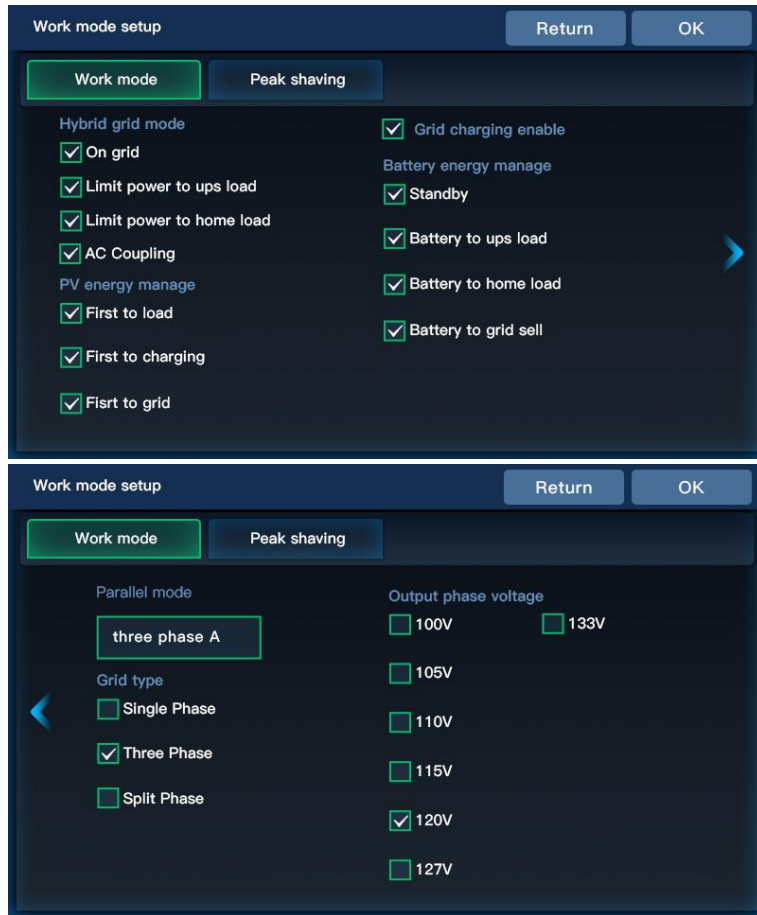 Work mode setup
Return
OK
Work mode
Peak shaving
Hybrid grid mode
On grid
Limit power to ups load
Limit power to home load
AC Coupling
PV energy manage
First to load
First to charging
Fisrt to grid
Grid charging enable
Battery energy manage
Standby
Battery to ups load
Battery to home load
Battery to grid sell
Work mode setup
Return
OK
Work mode
Peak shaving
Parallel mode
three phase A
Grid type
Single Phase
Three Phase
Split Phase
Output phase voltage
100V
133V
105V
110V
115V
120V
127V